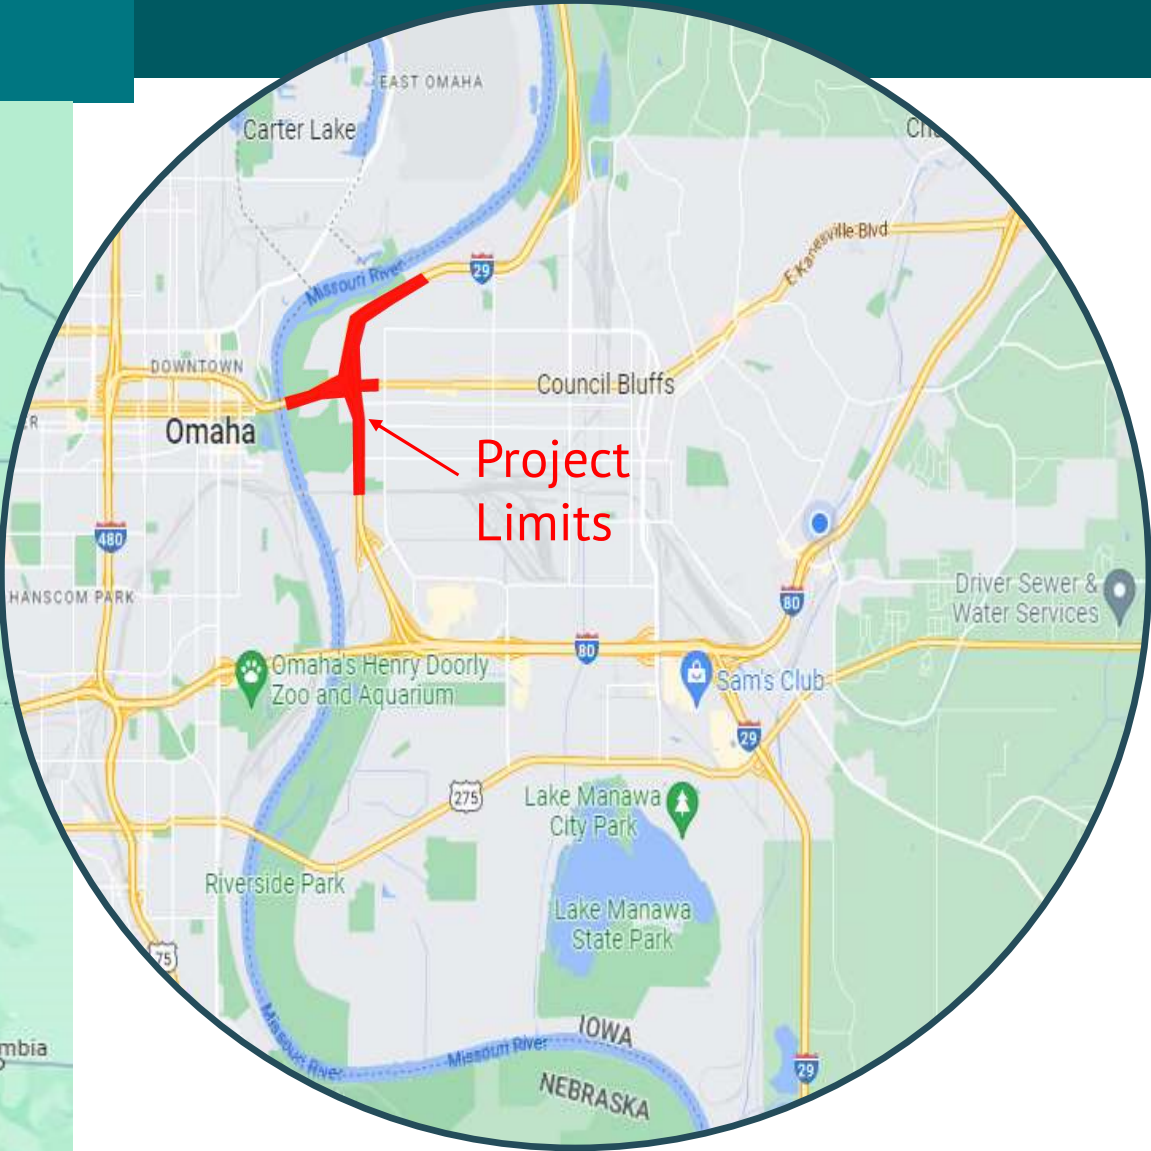 EAST OMAHA
Carter Lake
E Kanesville Blvd
Missouri River
29
DOWNTOWN
Council Bluffs
Omaha
R
Project
Limits
480
HANSCOM PARK
Driver Sewer &
Water Services
80
80
Omaha's Henry Doorly
Zoo and Aquarium
Sam's Club
29
275
Lake Manawa
City Park
Riverside Park
Lake Manawa
State Park
75
IOWA
Missouri River
Missouri River
mbia
29
NEBRASKA